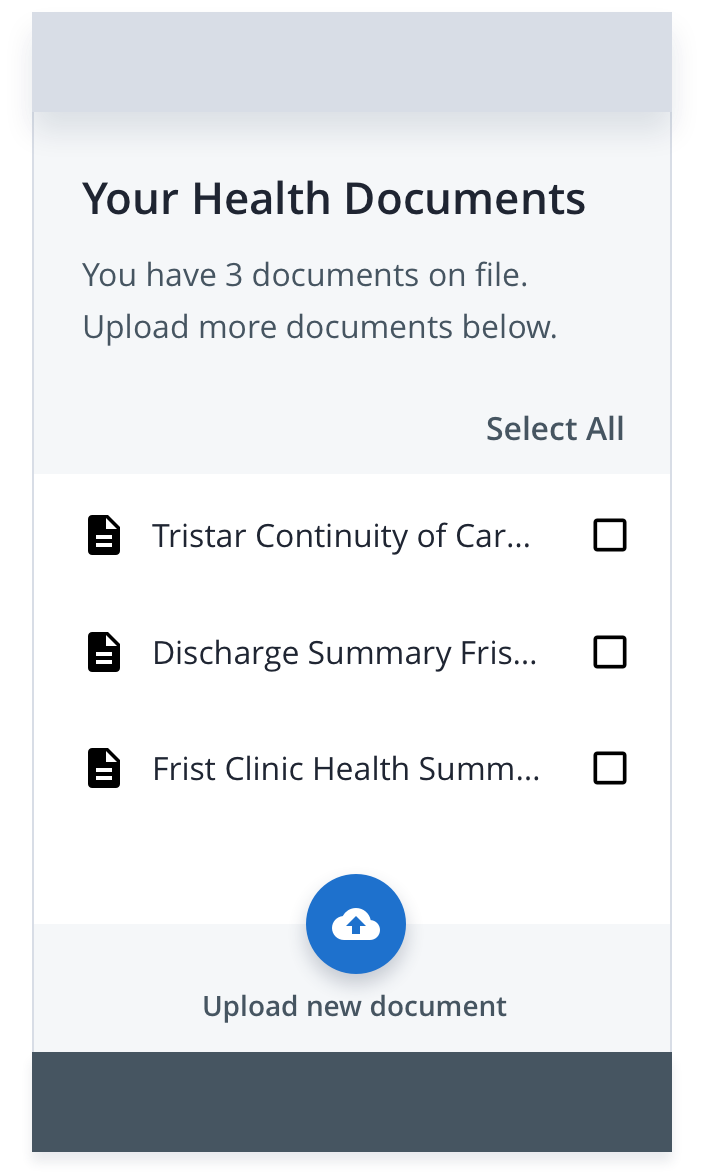 Your Health Documents
You have 3 documents on file.
Upload more documents below.
Select All
Tristar Continuity of Car...
Discharge Summary Fris...
Frist Clinic Health Summ...
Upload new document